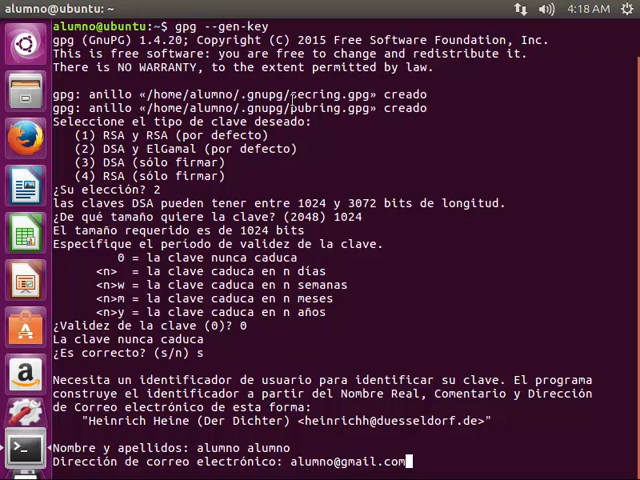 alumno@ubuntu: ~
4:18 AM
alumno@ubuntu:~$ gpg --gen-key
gpg (GnuPG) 1.4.20; Copyright (C) 2015 Free Software Foundation, Inc.
This is free software: you are free to change and redistribute it.
There is NO WARRANTY, to the extent permitted by law.
gpg: anillo «/home/alumno/.gnupg/secring.gpg» creado
gpg: anillo «/home/alumno/.gnupg/pubring.gpg» creado
Seleccione el tipo de clave deseado:
(1) RSA y RSA (por defecto)
(2) DSA y ElGamal (por defecto)
(3) DSA (sólo firmar)
(4) RSA (sólo firmar)
¿Su elección? 2
las claves DSA pueden tener entre 1024 y 3072 bits de longitud.
¿De qué tamaño quiere la clave? (2048) 1024
El tamaño requerido es de 1024 bits
Especifique el período de validez de la clave.
0 = la clave nunca caduca
<n>  = la clave caduca en n días
<n>w = la clave caduca en n semanas
<n>m = la clave caduca en n meses
<n>y = la clave caduca en n años
¿Validez de la clave (0)? 0
La clave nunca caduca
¿Es correcto? (s/n) s
Necesita un identificador de usuario para identificar su clave. El programa
construye el identificador a partir del Nombre Real, Comentario y Dirección
de Correo electrónico de esta forma:
"Heinrich Heine (Der Dichter) <heinrichh@duesseldorf.de>"
Nombre y apellidos: alumno alumno
Dirección de correo electrónico: alumno@gmail.com